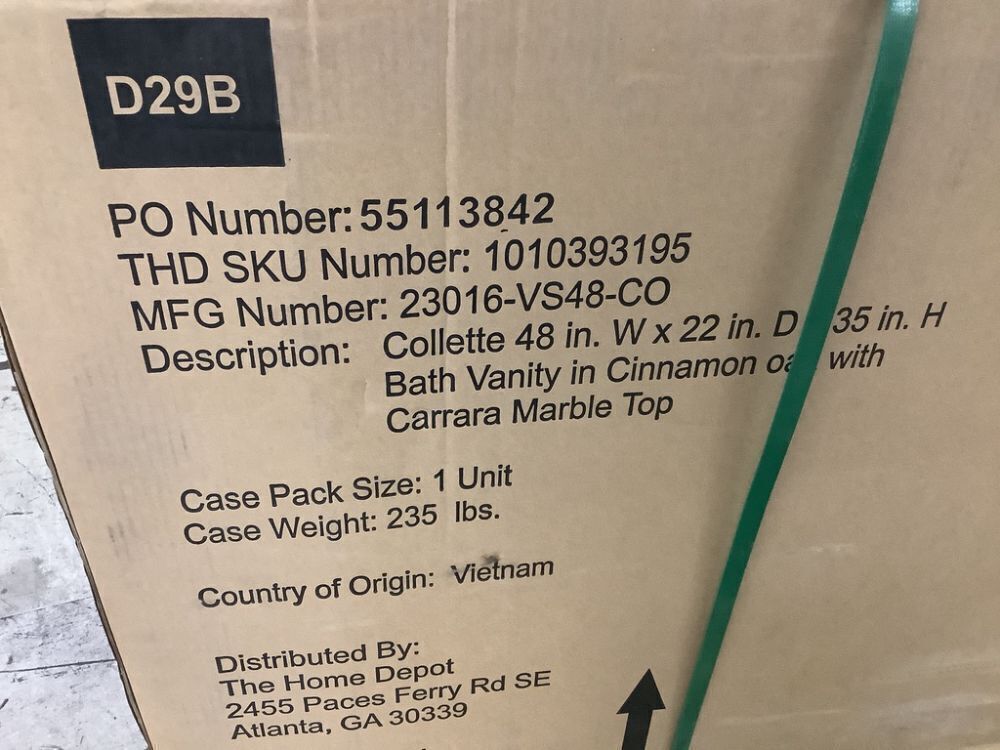 D29B
PO Number: 55113842
THD SKU Number: 1010393195
MFG Number: 23016-VS48-CO
Description: Collette 48 in. W x 22 in. D 35 in. H
Bath Vanity in Cinnamon with
Carrara Marble Top
Case Pack Size: 1 Unit
Case Weight: 235 lbs.
Country of Origin: Vietnam
Distributed By:
The Home Depot
2455 Paces Ferry Rd SE
Atlanta, GA 30339